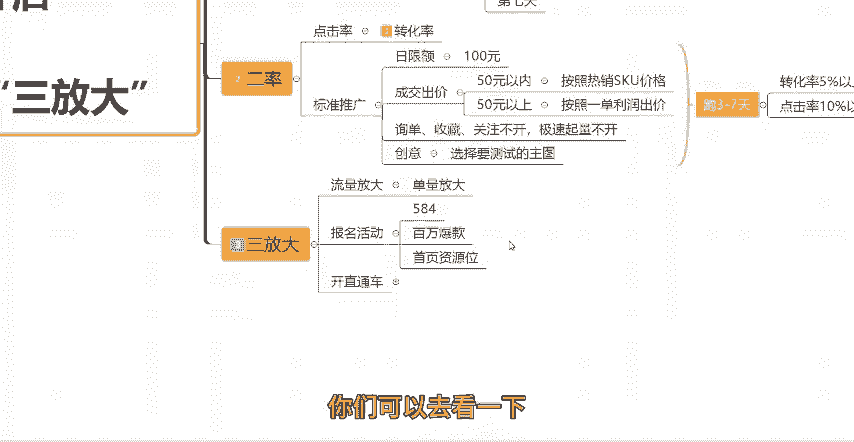 第七天
"三放大"
二率
点击率
转化率
标准推广
日限额
100元
成交出价
50元以内
按照热销SKU价格
50元以上
按照一单利润出价
询单、收藏、关注不开，极速起量不开
创意
选择要测试的主图
跑3-7天
转化率5%以
点击率10%以
三放大
流量放大
单量放大
报名活动
584
百万爆款
首页资源位
开直通车
你们可以去看一下